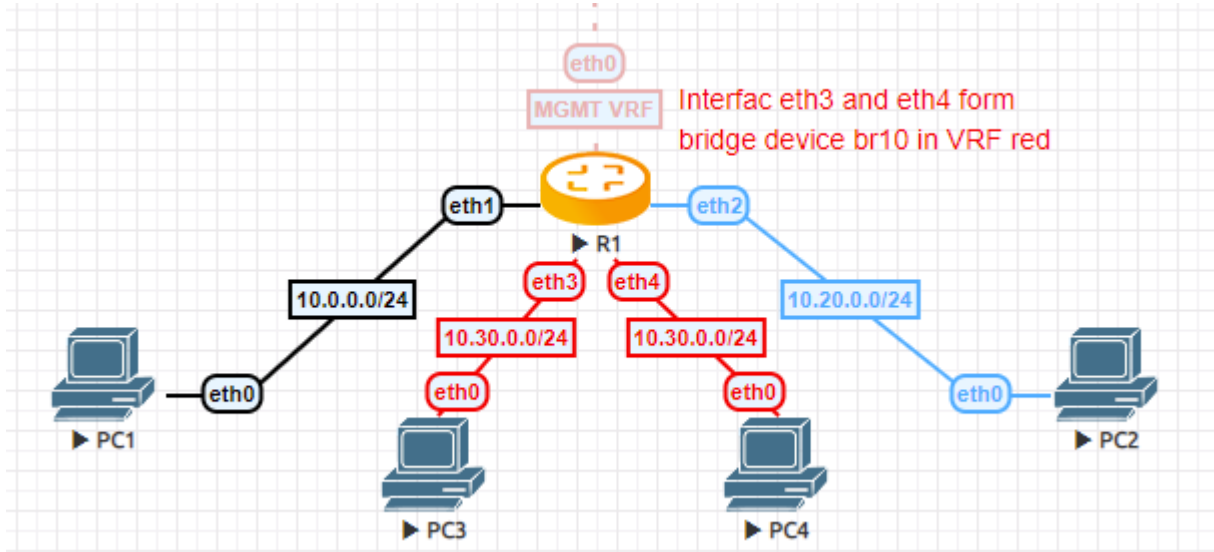 eth0
MGMT VRF
Interfac eth3 and eth4 form
bridge device br10 in VRF red
eth1
eth2
R1
eth3
eth4
10.0.0.0/24
10.20.0.0/24
10.30.0.0/24
10.30.0.0/24
eth0
eth0
eth0
eth0
PC1
PC2
PC3
PC4